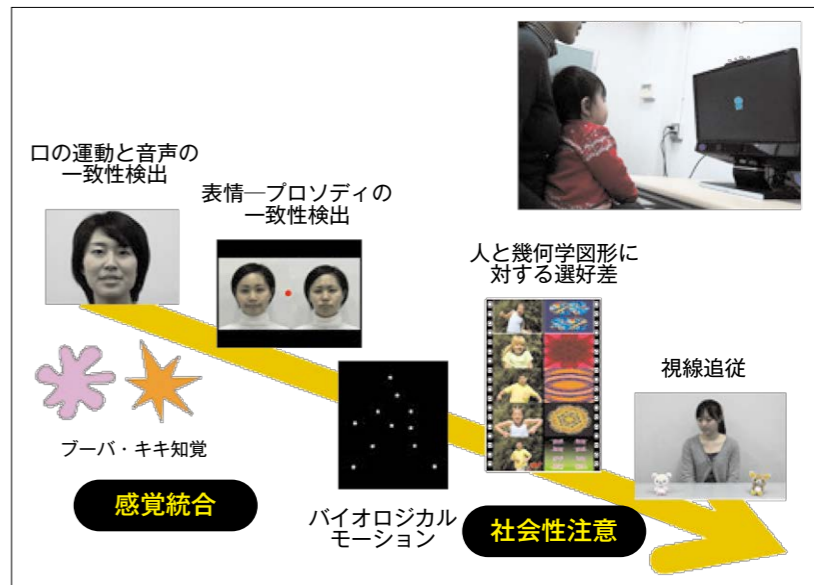 口の運動と音声の
一致性検出
表情―プロソディの
一致性検出
人と幾何学図形に
対する選好差
視線追従
ブーバ・キキ知覚
感覚統合
バイオロジカル
モーション
社会性注意